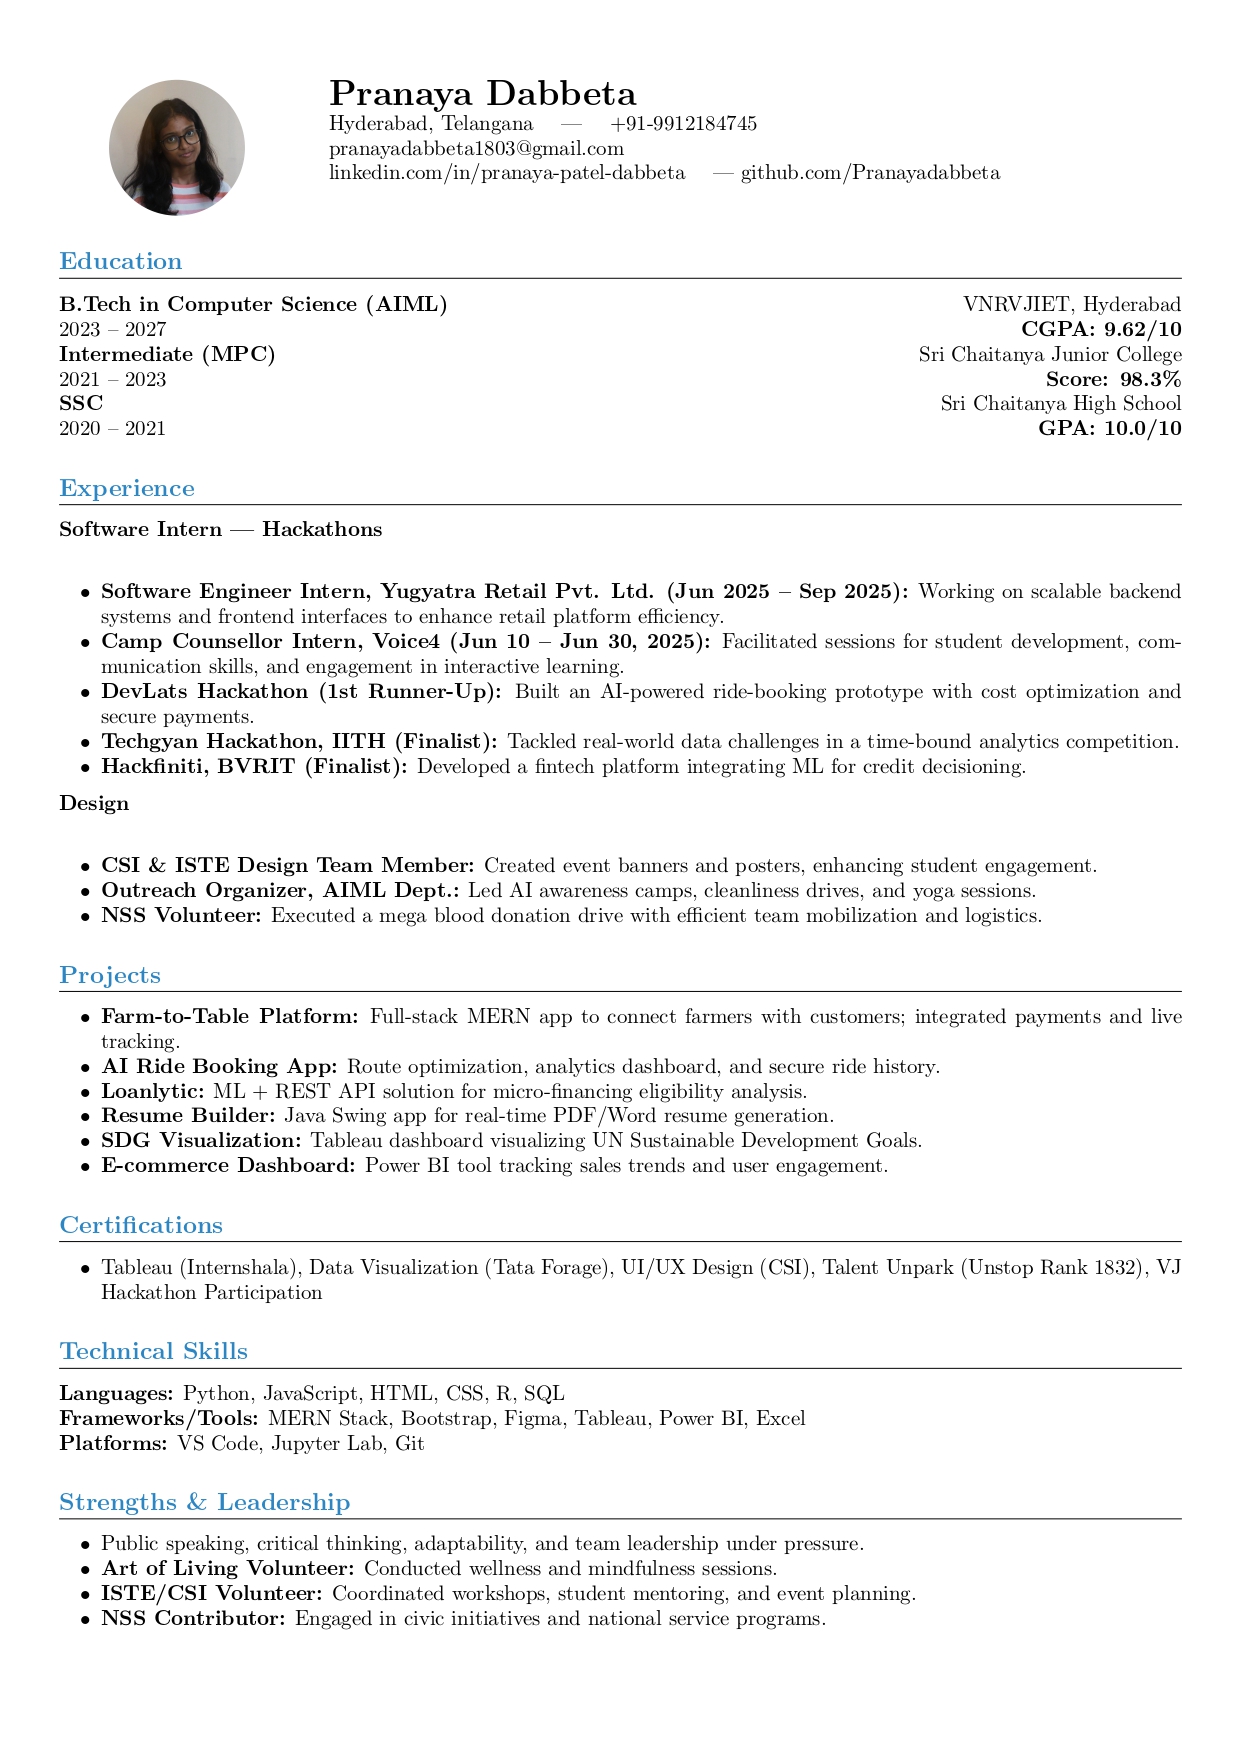 Pranaya Dabbeta
Hyderabad, Telangana — +91-9912184745
pranayadabbeta1803@gmail.com
linkedin.com/in/pranaya-patel-dabbeta — github.com/Pranayadabbeta
Education
B.Tech in Computer Science (AIML) VNRVJIET, Hyderabad
2023 – 2027 CGPA: 9.62/10
Intermediate (MPC) Sri Chaitanya Junior College
2021 – 2023 Score: 98.3%
SSC Sri Chaitanya High School
2020 – 2021 GPA: 10.0/10
Experience
Software Intern — Hackathons
• Software Engineer Intern, Yugyatra Retail Pvt. Ltd. (Jun 2025 – Sep 2025): Working on scalable backend
systems and frontend interfaces to enhance retail platform efficiency.
• Camp Counsellor Intern, Voice4 (Jun 10 – Jun 30, 2025): Facilitated sessions for student development, com-
munication skills, and engagement in interactive learning.
• DevLats Hackathon (1st Runner-Up): Built an AI-powered ride-booking prototype with cost optimization and
secure payments.
• Techgyan Hackathon, IITH (Finalist): Tackled real-world data challenges in a time-bound analytics competition.
• Hackfiniti, BVRIT (Finalist): Developed a fintech platform integrating ML for credit decisioning.
Design
• CSI & ISTE Design Team Member: Created event banners and posters, enhancing student engagement.
• Outreach Organizer, AIML Dept.: Led AI awareness camps, cleanliness drives, and yoga sessions.
• NSS Volunteer: Executed a mega blood donation drive with efficient team mobilization and logistics.
Projects
• Farm-to-Table Platform: Full-stack MERN app to connect farmers with customers; integrated payments and live
tracking.
• AI Ride Booking App: Route optimization, analytics dashboard, and secure ride history.
• Loanlytic: ML + REST API solution for micro-financing eligibility analysis.
• Resume Builder: Java Swing app for real-time PDF/Word resume generation.
• SDG Visualization: Tableau dashboard visualizing UN Sustainable Development Goals.
• E-commerce Dashboard: Power BI tool tracking sales trends and user engagement.
Certifications
• Tableau (Internshala), Data Visualization (Tata Forage), UI/UX Design (CSI), Talent Unpark (Unstop Rank 1832), VJ
Hackathon Participation
Technical Skills
Languages: Python, JavaScript, HTML, CSS, R, SQL
Frameworks/Tools: MERN Stack, Bootstrap, Figma, Tableau, Power BI, Excel
Platforms: VS Code, Jupyter Lab, Git
Strengths & Leadership
• Public speaking, critical thinking, adaptability, and team leadership under pressure.
• Art of Living Volunteer: Conducted wellness and mindfulness sessions.
• ISTE/CSI Volunteer: Coordinated workshops, student mentoring, and event planning.
• NSS Contributor: Engaged in civic initiatives and national service programs.